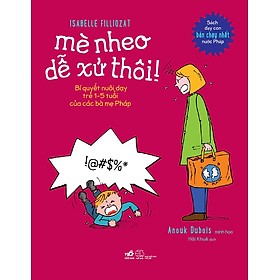 ISABELLE FILLIOZAT
mè nheo
dễ xử thôi!
Bí quyết nuôi dạy
trẻ 1-5 tuổi
của các bà mẹ Pháp
Sách
dạy con
bán chạy nhất
nước Pháp
!@#$%*
Anouk Dubois minh họa
Hải Khuê dịch